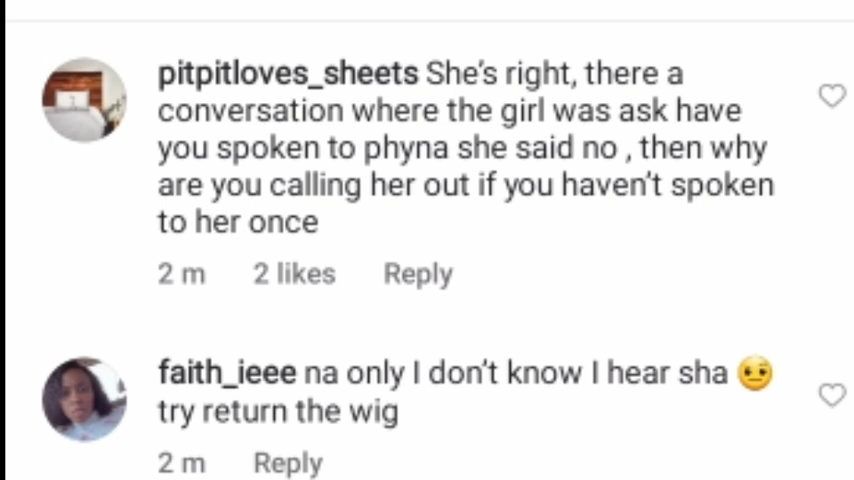 pitpitloves_sheets She's right, there a
conversation where the girl was ask have
you spoken to phyna she said no , then why
are you calling her out if you haven't spoken
to her once
2 m 2 likes Reply
faith_ieee na only I don't know I hear sha 🤨
try return the wig
2 m Reply